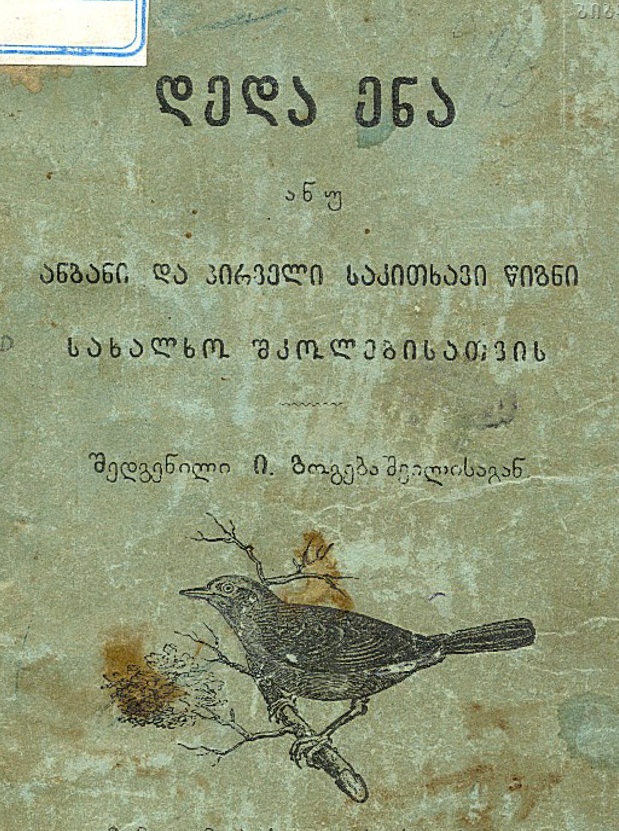 დედა ენა
ანუ
ანბანი და პირველი საკითხავი წიგნი
სახალხო შკოლებისათვის
შედგენილი ი. გოგებაშვილისაგან